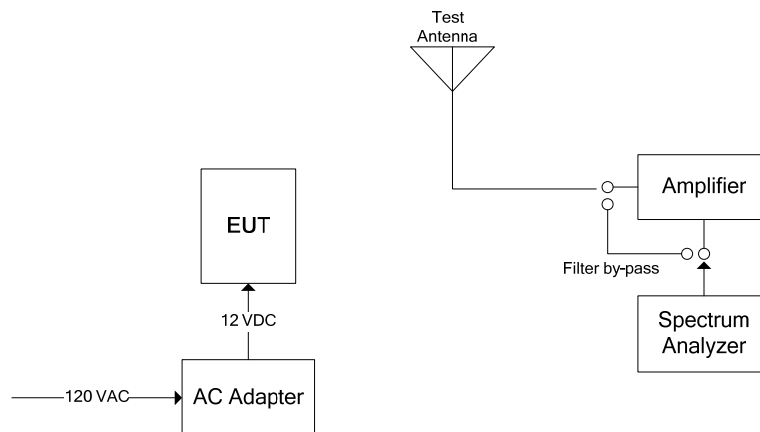 Test
Antenna
Amplifier
EUT
Filter by-pass
12 VDC
Spectrum
Analyzer
120 VAC
AC Adapter